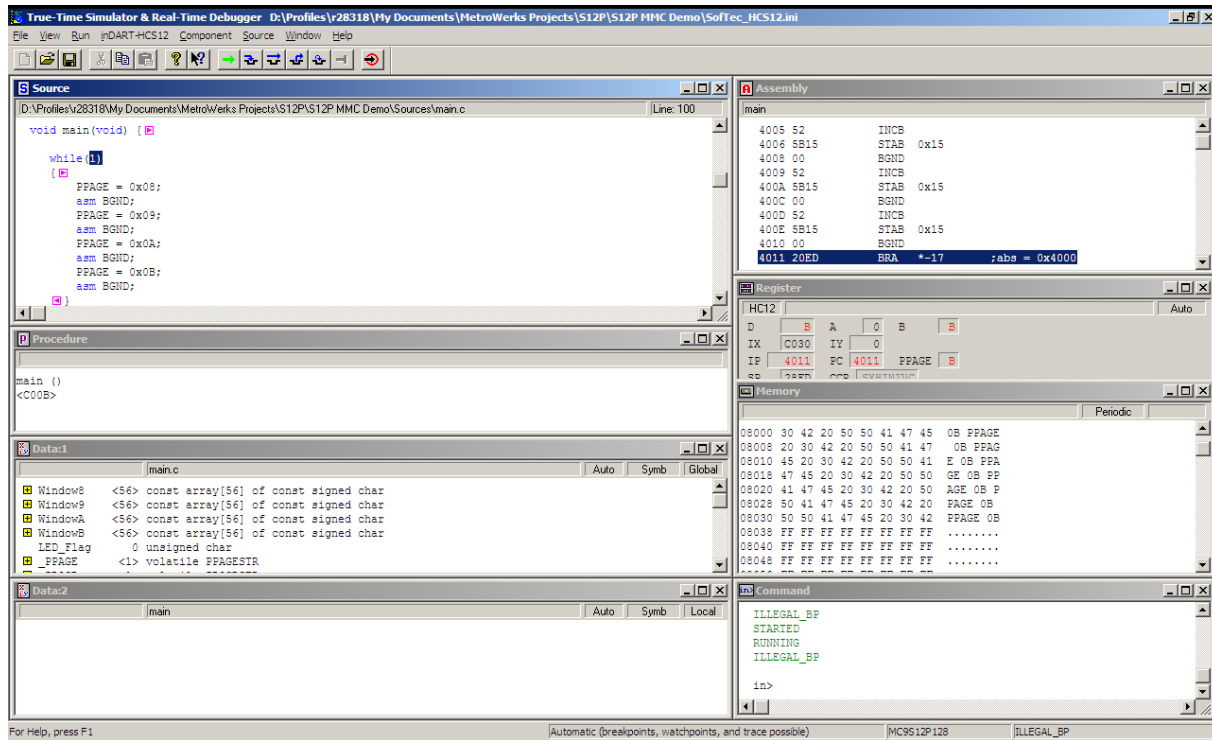 True-Time Simulator & Real-Time Debugger D:\Profiles\r28318\My Documents\MetroWerks Projects\S12P\S12P MMC Demo\SofTec_HCS12.ini
File View Run inDART-HCS12 Component Source Window Help
Source
D:\Profiles\r28318\My Documents\MetroWerks Projects\S12P\S12P MMC Demo\Sources\main.c Line: 100
void main(void) {
while(1)
{
PPAGE = 0x08;
asm BGND;
PPAGE = 0x09;
asm BGND;
PPAGE = 0x0A;
asm BGND;
PPAGE = 0x0B;
asm BGND;
}
Procedure
main ()
<C00B>
Data:1
main.c Auto Symb Global
Window8 <56> const array[56] of const signed char
Window9 <56> const array[56] of const signed char
WindowA <56> const array[56] of const signed char
WindowB <56> const array[56] of const signed char
LED_Flag 0 unsigned char
_PPAGE <1> volatile PPAGESTR
Data:2
main Auto Symb Local
Assembly
main
4005 52 INCB
4006 5B15 STAB 0x15
4008 00 BGND
4009 52 INCB
400A 5B15 STAB 0x15
400C 00 BGND
400D 52 INCB
400E 5B15 STAB 0x15
4010 00 BGND
4011 20ED BRA *-17 ;abs = 0x4000
Register
HC12 Auto
D B A 0 B B
IX C030 IY 0
IP 4011 PC 4011 PPAGE B
Memory
Periodic
08000 30 42 20 50 50 41 47 45 0B PPAGE
08008 20 30 42 20 50 50 41 47 0B PPAG
08010 45 20 30 42 20 50 50 41 E 0B PPA
08018 47 45 20 30 42 20 50 50 GE 0B PP
08020 41 47 45 20 30 42 20 50 AGE 0B P
08028 50 41 47 45 20 30 42 20 PAGE 0B
08030 50 50 41 47 45 20 30 42 PPAGE 0B
08038 FF FF FF FF FF FF FF FF ........
08040 FF FF FF FF FF FF FF FF ........
08048 FF FF FF FF FF FF FF FF ........
Command
ILLEGAL_BP
STARTED
RUNNING
ILLEGAL_BP
in>
For Help, press F1 Automatic (breakpoints, watchpoints, and trace possible) MC9S12P128 ILLEGAL_BP